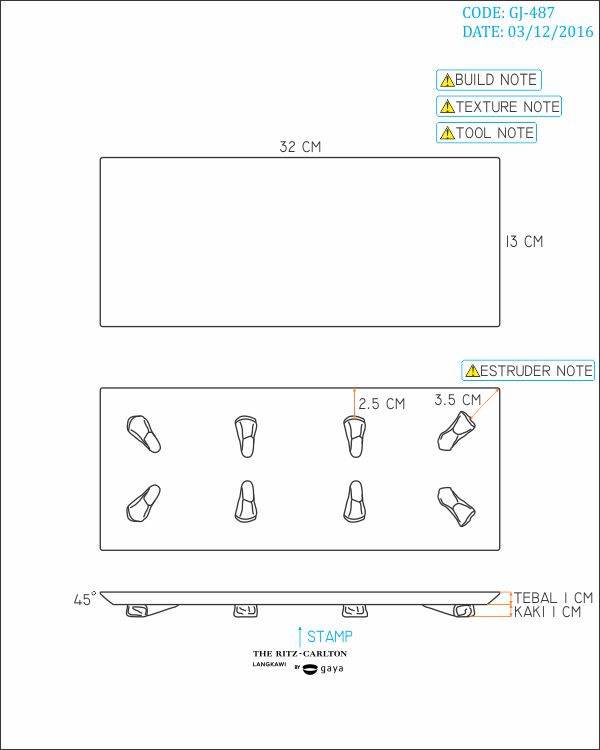 CODE: GJ-487
DATE: 03/12/2016
BUILD NOTE
TEXTURE NOTE
TOOL NOTE
32 CM
13 CM
ESTRUDER NOTE
2.5 CM
3.5 CM
45°
TEBAL 1 CM
KAKI 1 CM
STAMP
THE RITZ-CARLTON
LANGKAWI BY gaya